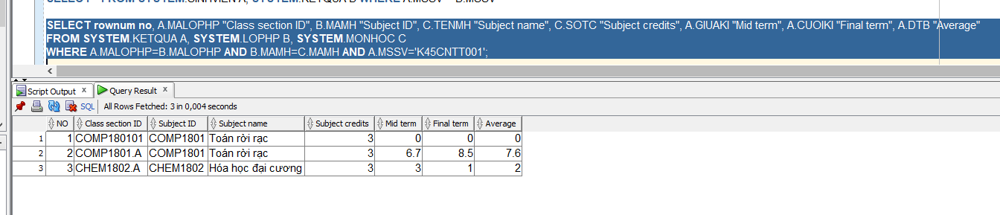 SELECT * FROM SYSTEM.SINHVIEN A, SYSTEM.KETQUA B WHERE A.MSSV = B.MSSV
SELECT rownum no, A.MALOPHP "Class section ID", B.MAMH "Subject ID", C.TENMH "Subject name", C.SOTC "Subject credits", A.GIUAKI "Mid term", A.CUOIKI "Final term", A.DTB "Average"
FROM SYSTEM.KETQUA A, SYSTEM.LOPHP B, SYSTEM.MONHOC C
WHERE A.MALOPHP=B.MALOPHP AND B.MAMH=C.MAMH AND A.MSSV='K45CNTT001';
Script Output x Query Result x
SQL All Rows Fetched: 3 in 0,004 seconds
NO Class section ID Subject ID Subject name Subject credits Mid term Final term Average
1 1 COMP180101 COMP1801 Toán rời rạc 3 0 0 0
2 2 COMP1801.A COMP1801 Toán rời rạc 3 6.7 8.5 7.6
3 3 CHEM1802.A CHEM1802 Hóa học đại cương 3 3 1 2